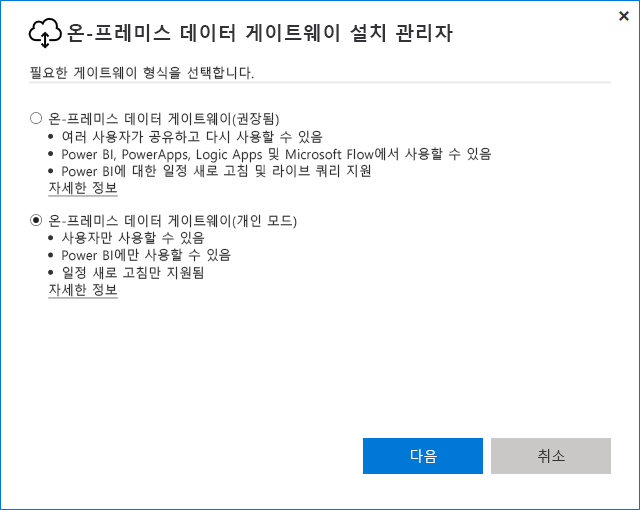 온-프레미스 데이터 게이트웨이 설치 관리자
필요한 게이트웨이 형식을 선택합니다.
온-프레미스 데이터 게이트웨이(권장됨)
• 여러 사용자가 공유하고 다시 사용할 수 있음
• Power BI, PowerApps, Logic Apps 및 Microsoft Flow에서 사용할 수 있음
• Power BI에 대한 일정 새로 고침 및 라이브 쿼리 지원
자세한 정보
온-프레미스 데이터 게이트웨이(개인 모드)
• 사용자만 사용할 수 있음
• Power BI에만 사용할 수 있음
• 일정 새로 고침만 지원됨
자세한 정보
다음 취소